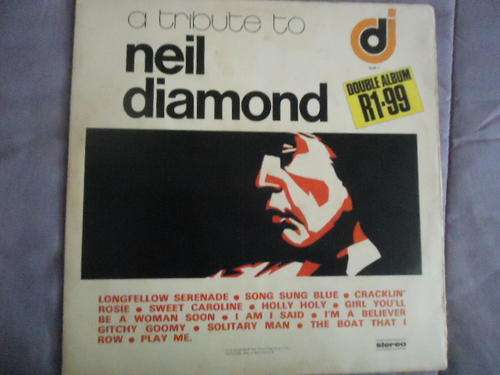 a tribute to
neil
diamond
dj
DOUBLE ALBUM
R1·99
LONGFELLOW SERENADE • SONG SUNG BLUE • CRACKLIN'
ROSIE • SWEET CAROLINE • HOLLY HOLY • GIRL YOU'LL
BE A WOMAN SOON • I AM I SAID • I'M A BELIEVER
GITCHY GOOMY • SOLITARY MAN • THE BOAT THAT I
ROW • PLAY ME.
stereo